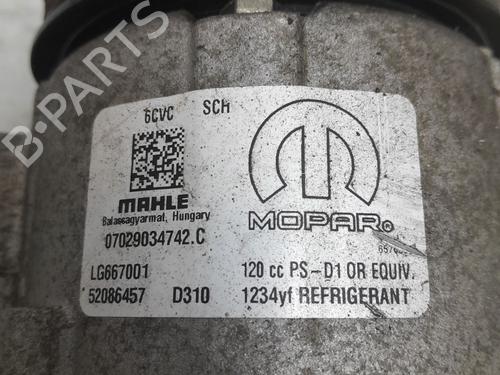 6CVC SCH
MAHLE
Balassagyarmat, Hungary
07029034742.C
MOPAR®
LG667001 120 cc PS-D1 OR EQUIV.
52086457 D310 1234yf REFRIGERANT
B-PARTS